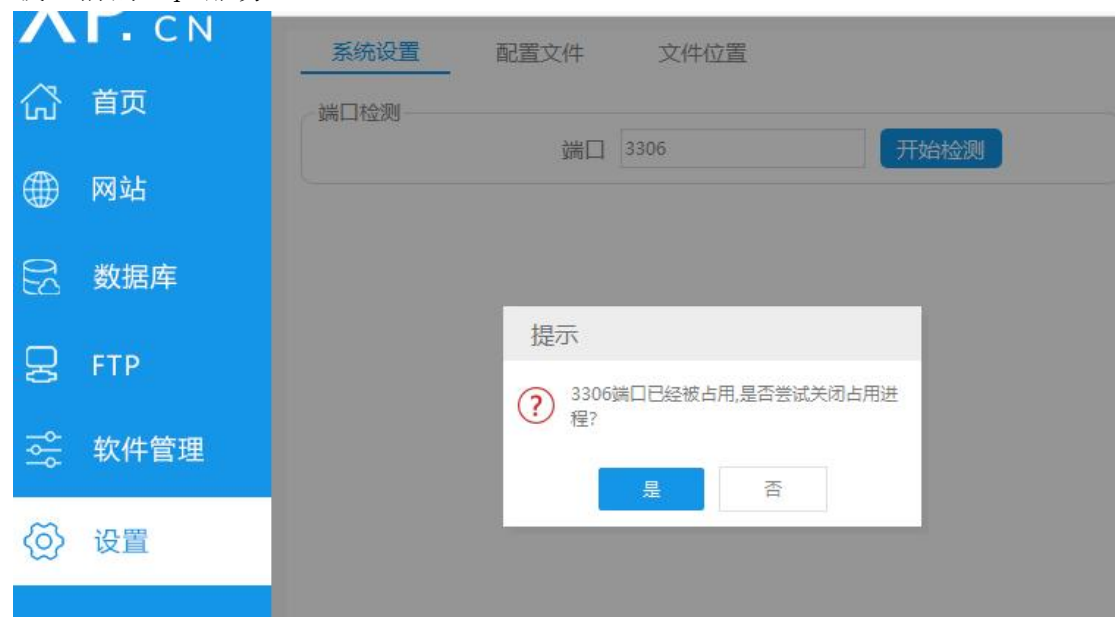 XP.CN
系统设置
配置文件
文件位置
首页
端口检测
端口
3306
开始检测
网站
数据库
提示
3306端口已经被占用,是否尝试关闭占用进
程?
FTP
软件管理
是
否
设置